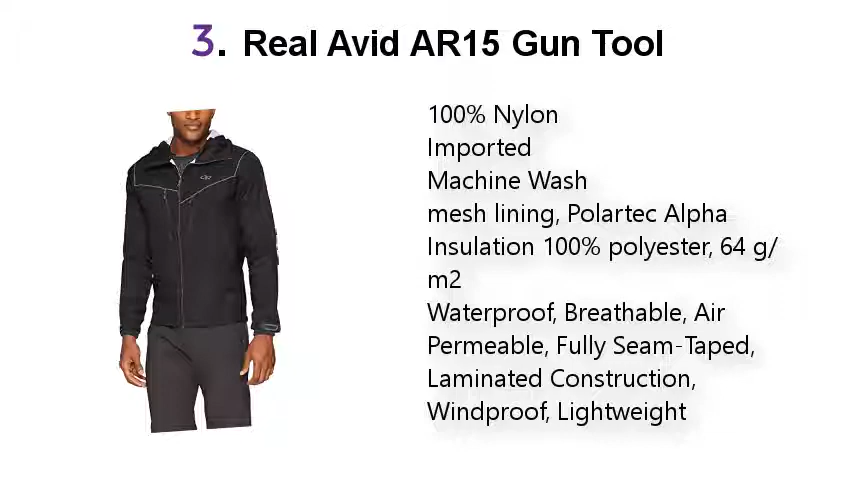 3. Real Avid AR15 Gun Tool
100% Nylon
Imported
Machine Wash
mesh lining, Polartec Alpha
Insulation 100% polyester, 64 g/
m2
Waterproof, Breathable, Air
Permeable, Fully Seam-Taped,
Laminated Construction,
Windproof, Lightweight